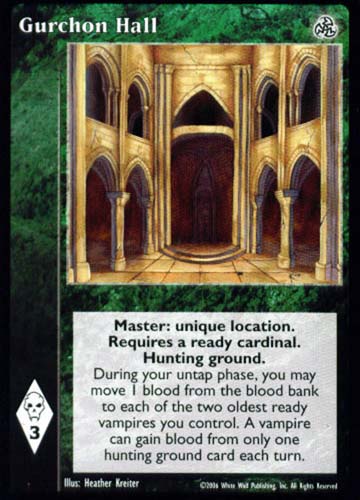 Gurchon Hall
Master: unique location.
Requires a ready cardinal.
Hunting ground.
During your untap phase, you may
move 1 blood from the blood bank
to each of the two oldest ready
vampires you control. A vampire
can gain blood from only one
hunting ground card each turn.
3
Illus: Heather Kreiter
©2006 White Wolf Publishing, Inc. All Rights Reserved